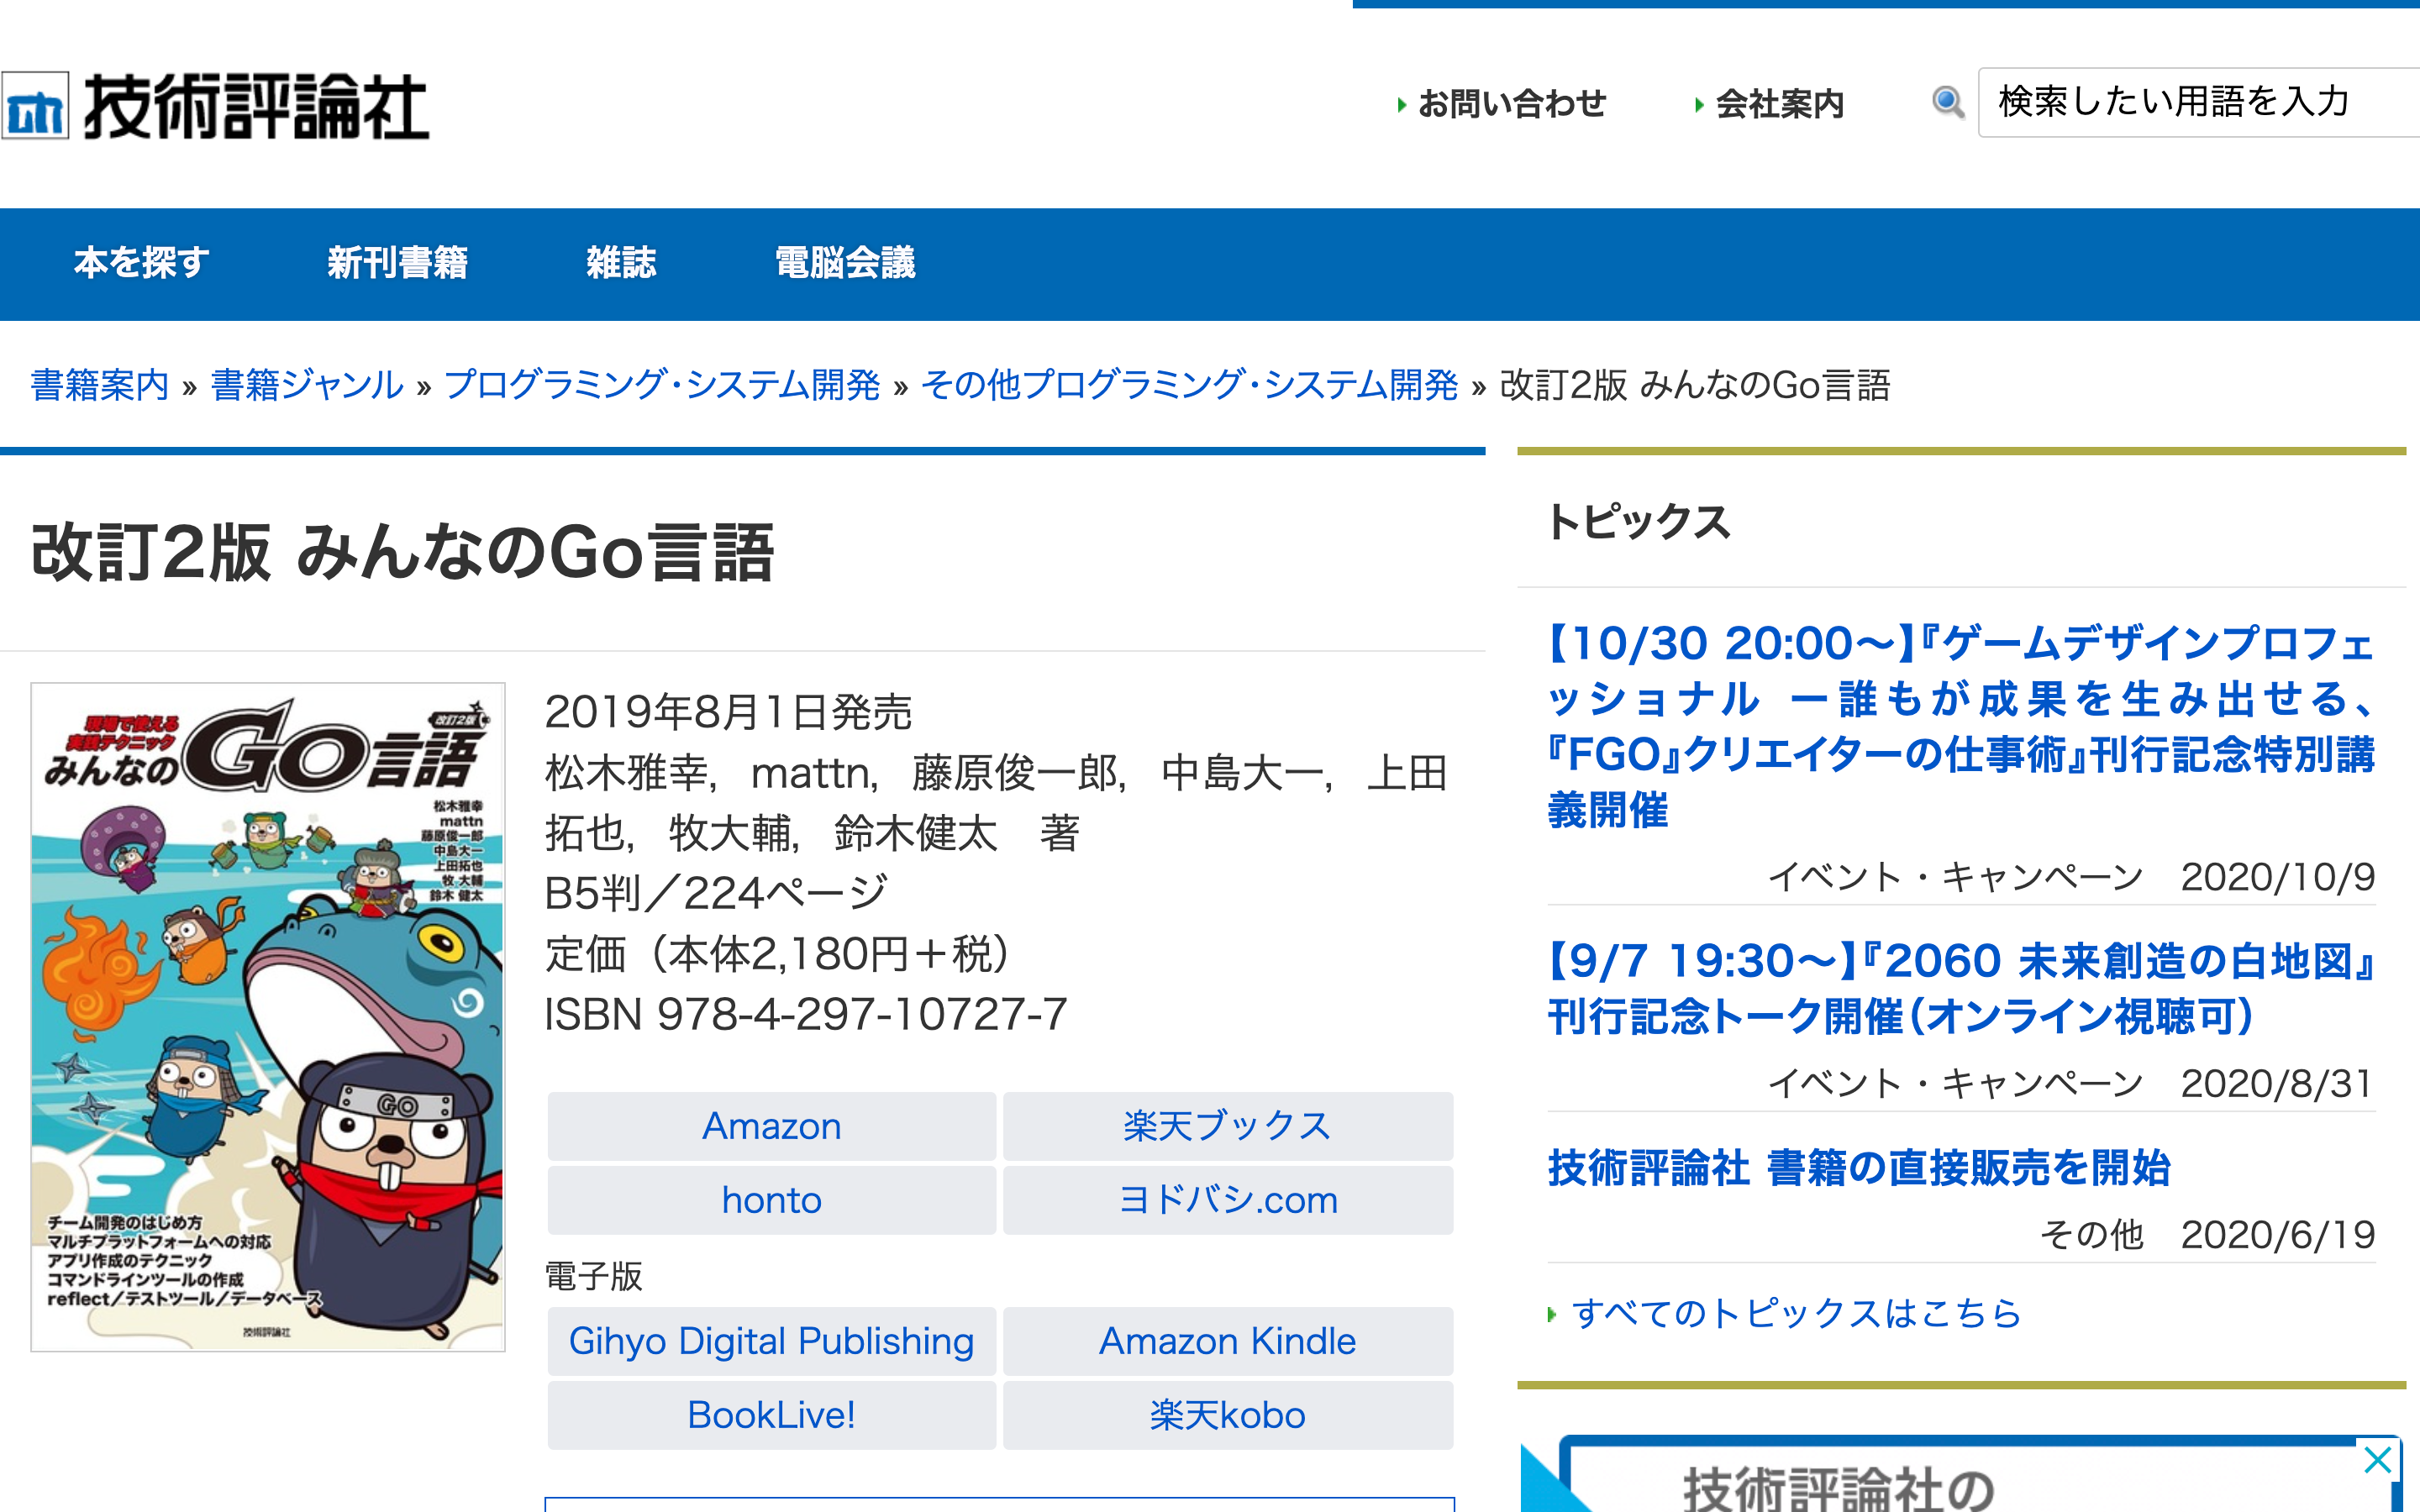 技術評論社
お問い合わせ
会社案内
検索したい用語を入力
本を探す
新刊書籍
雑誌
電脳会議
書籍案内 » 書籍ジャンル » プログラミング・システム開発 » その他プログラミング・システム開発 » 改訂2版 みんなのGo言語
改訂2版 みんなのGo言語
現場で使える
実践テクニック
改訂2版
みんなのGO言語
松木雅幸
mattn
藤原俊一郎
中島大一
上田拓也
牧 大輔
鈴木 健太
GO
チーム開発のはじめ方
マルチプラットフォームへの対応
アプリ作成のテクニック
コマンドラインツールの作成
reflect／テストツール／データベース
技術評論社
2019年8月1日発売
松木雅幸，mattn，藤原俊一郎，中島大一，上田
拓也，牧大輔，鈴木健太　著
B5判／224ページ
定価（本体2,180円＋税）
ISBN 978-4-297-10727-7
Amazon
楽天ブックス
honto
ヨドバシ.com
電子版
Gihyo Digital Publishing
Amazon Kindle
BookLive!
楽天kobo
トピックス
【10/30 20:00～】『ゲームデザインプロフェ
ッショナル ー誰もが成果を生み出せる、
『FGO』クリエイターの仕事術』刊行記念特別講
義開催
イベント・キャンペーン　2020/10/9
【9/7 19:30～】『2060 未来創造の白地図』
刊行記念トーク開催（オンライン視聴可）
イベント・キャンペーン　2020/8/31
技術評論社 書籍の直接販売を開始
その他　2020/6/19
すべてのトピックスはこちら
技術評論社の